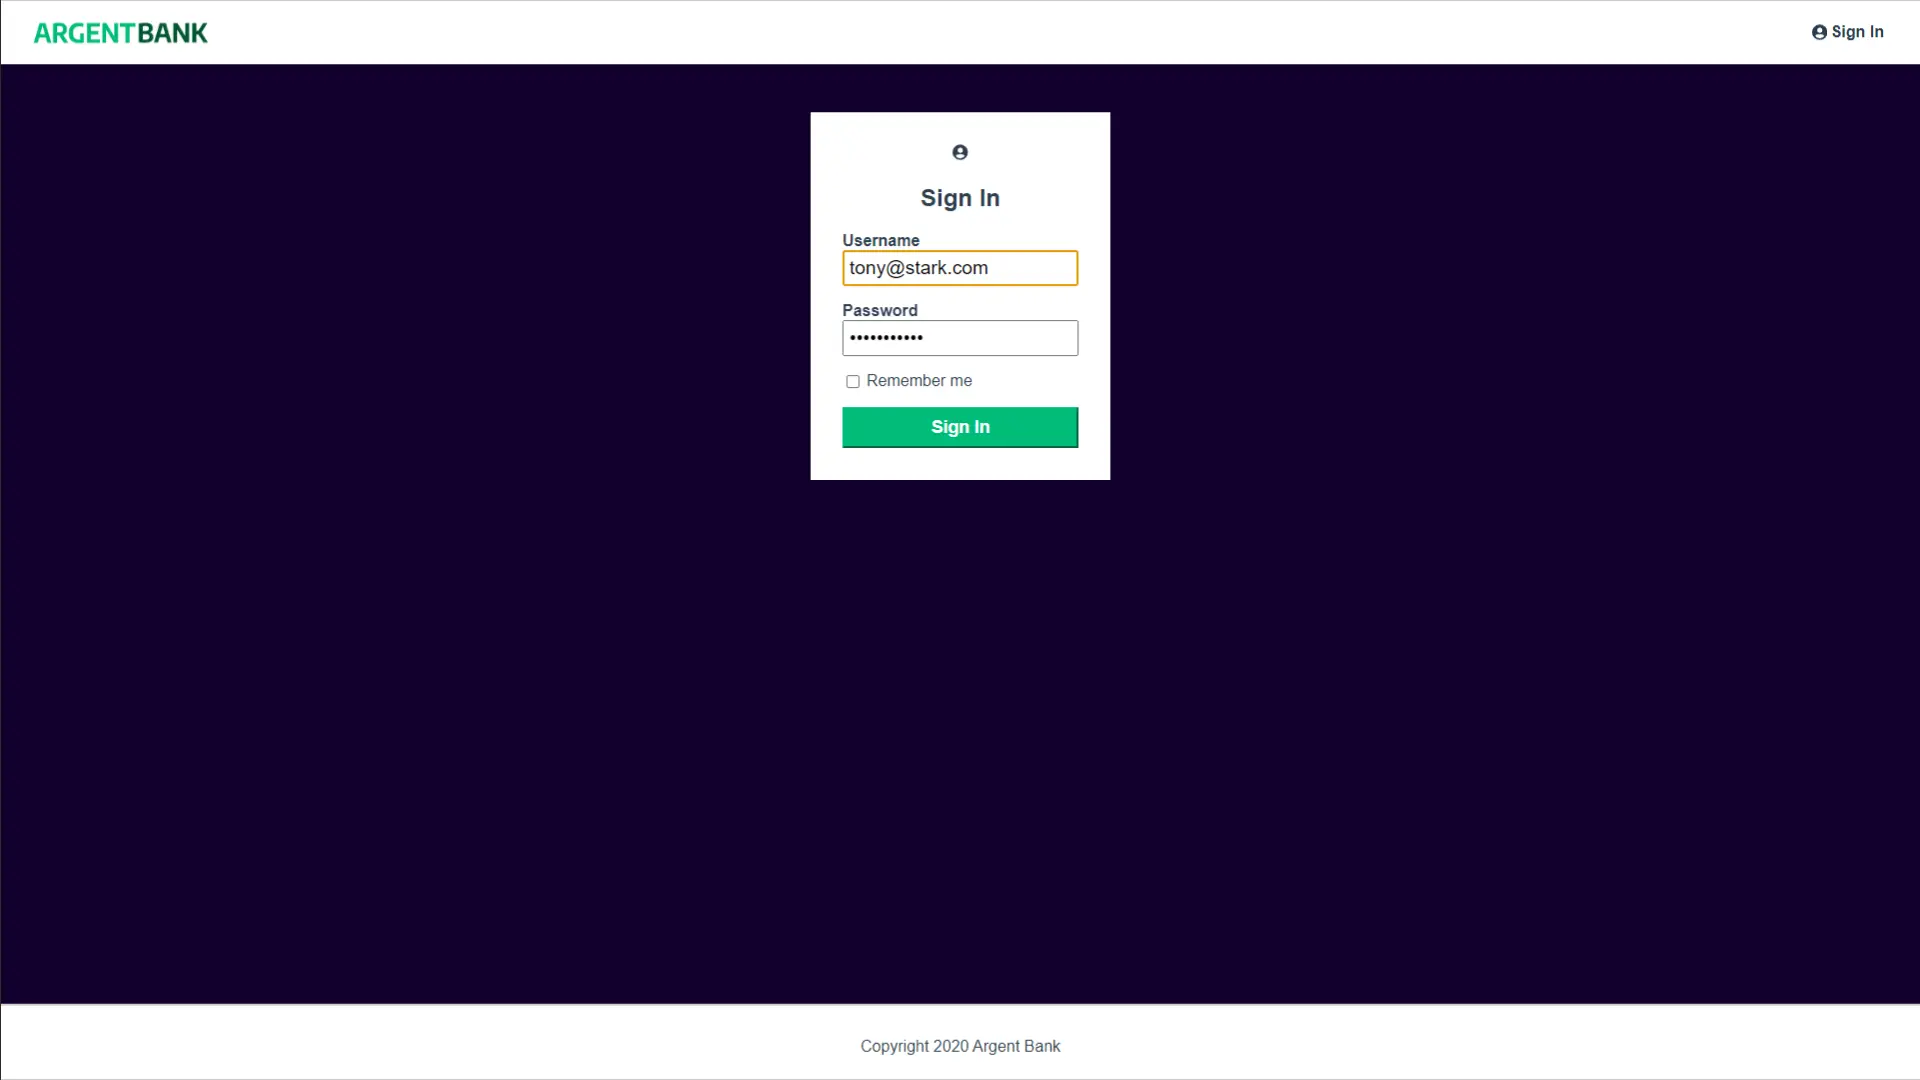 ARGENTBANK
Sign In
Sign In
Username
tony@stark.com
Password
•••••••••••
Remember me
Sign In
Copyright 2020 Argent Bank